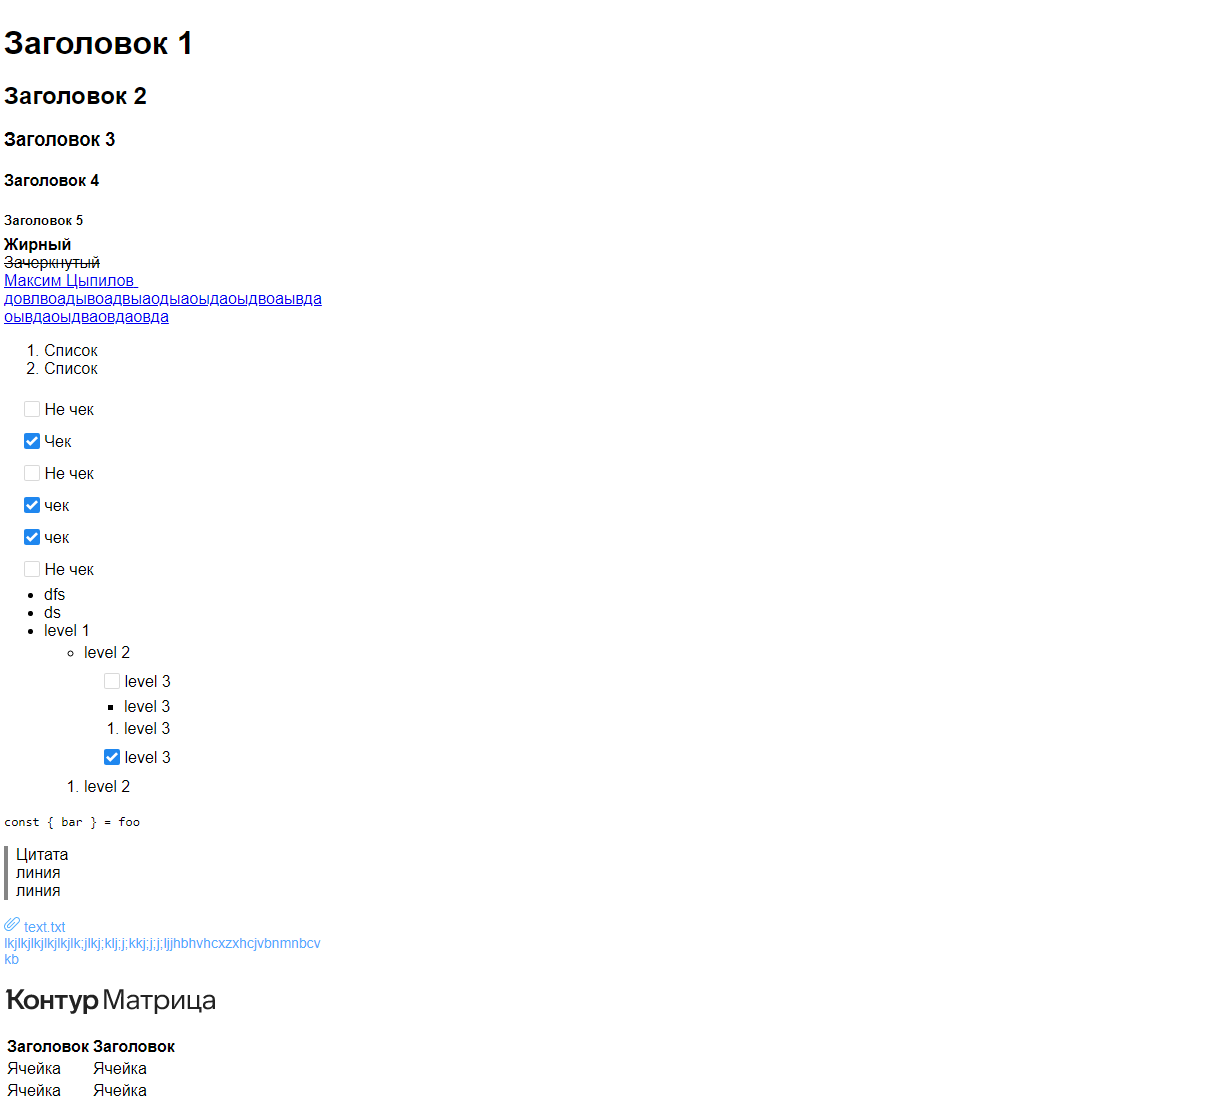 Заголовок 1
Заголовок 2
Заголовок 3
Заголовок 4
Заголовок 5
Жирный
Зачеркнутый
Максим Цыпилов
довлвоадывоадвыаодыаоыдаоыдвоаывда
оывдаоыдваовдаовда
1. Список
2. Список
Не чек
Чек
Не чек
чек
чек
Не чек
dfs
ds
level 1
level 2
level 3
level 3
1. level 3
level 3
1. level 2
const { bar } = foo
Цитата
линия
линия
text.txt
lkjlkjlkjlkjlkjlk;jlkj;klj;j;kkj;j;j;ljjhbhvhcxzxhcjvbnmnbcv
kb
Контур Матрица
Заголовок Заголовок
Ячейка Ячейка
Ячейка Ячейка